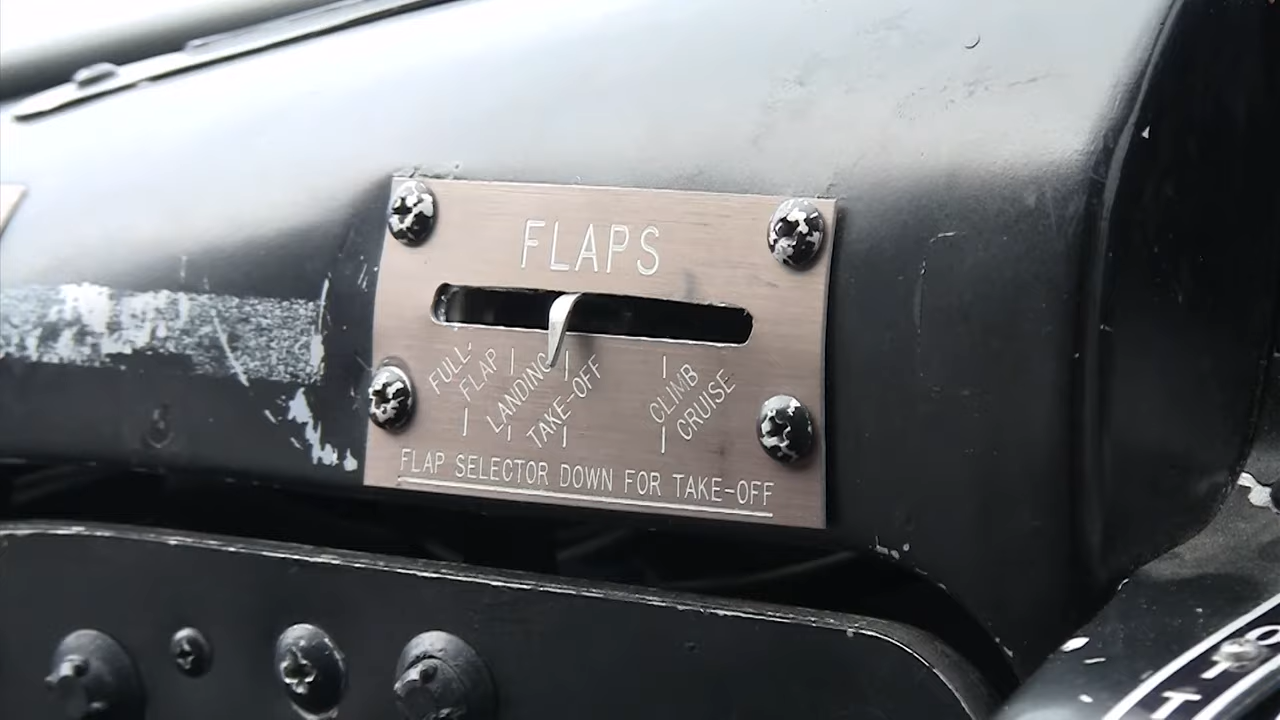 FLAPS
FULL
FLAP
LANDING
TAKE-OFF
CLIMB
CRUISE
FLAP SELECTOR DOWN FOR TAKE-OFF